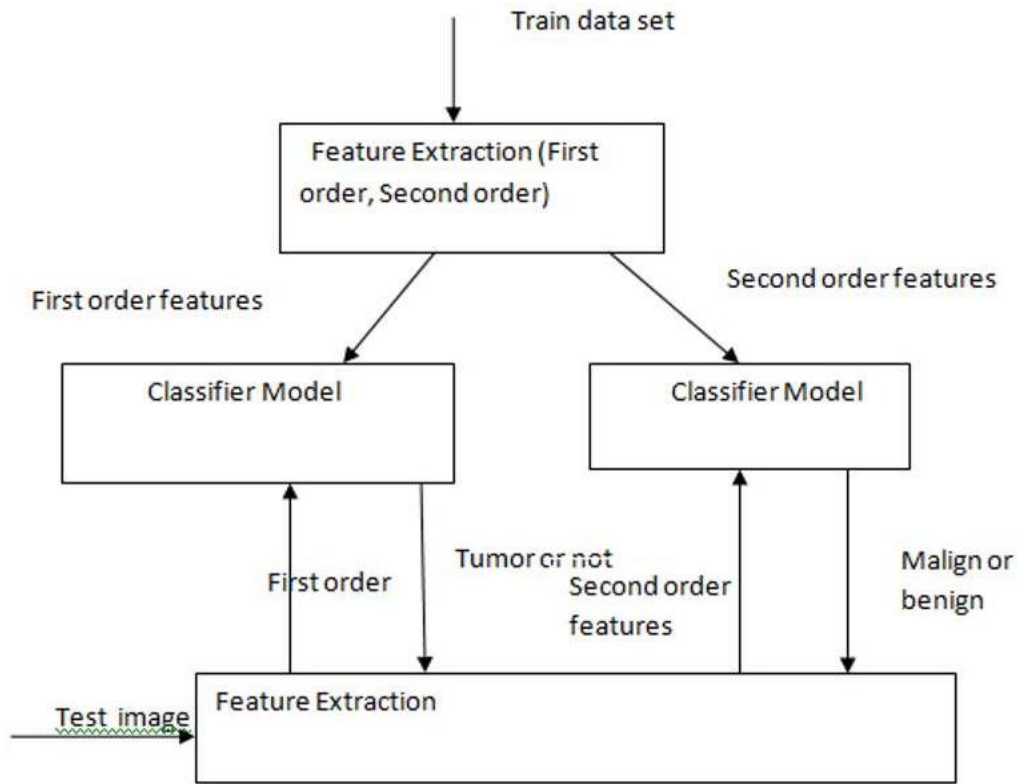 Train data set
Feature Extraction (First
order, Second order)
First order features
Second order features
Classifier Model
Classifier Model
First order
Tumor or not
Second order
features
Malign or
benign
Feature Extraction
Test image